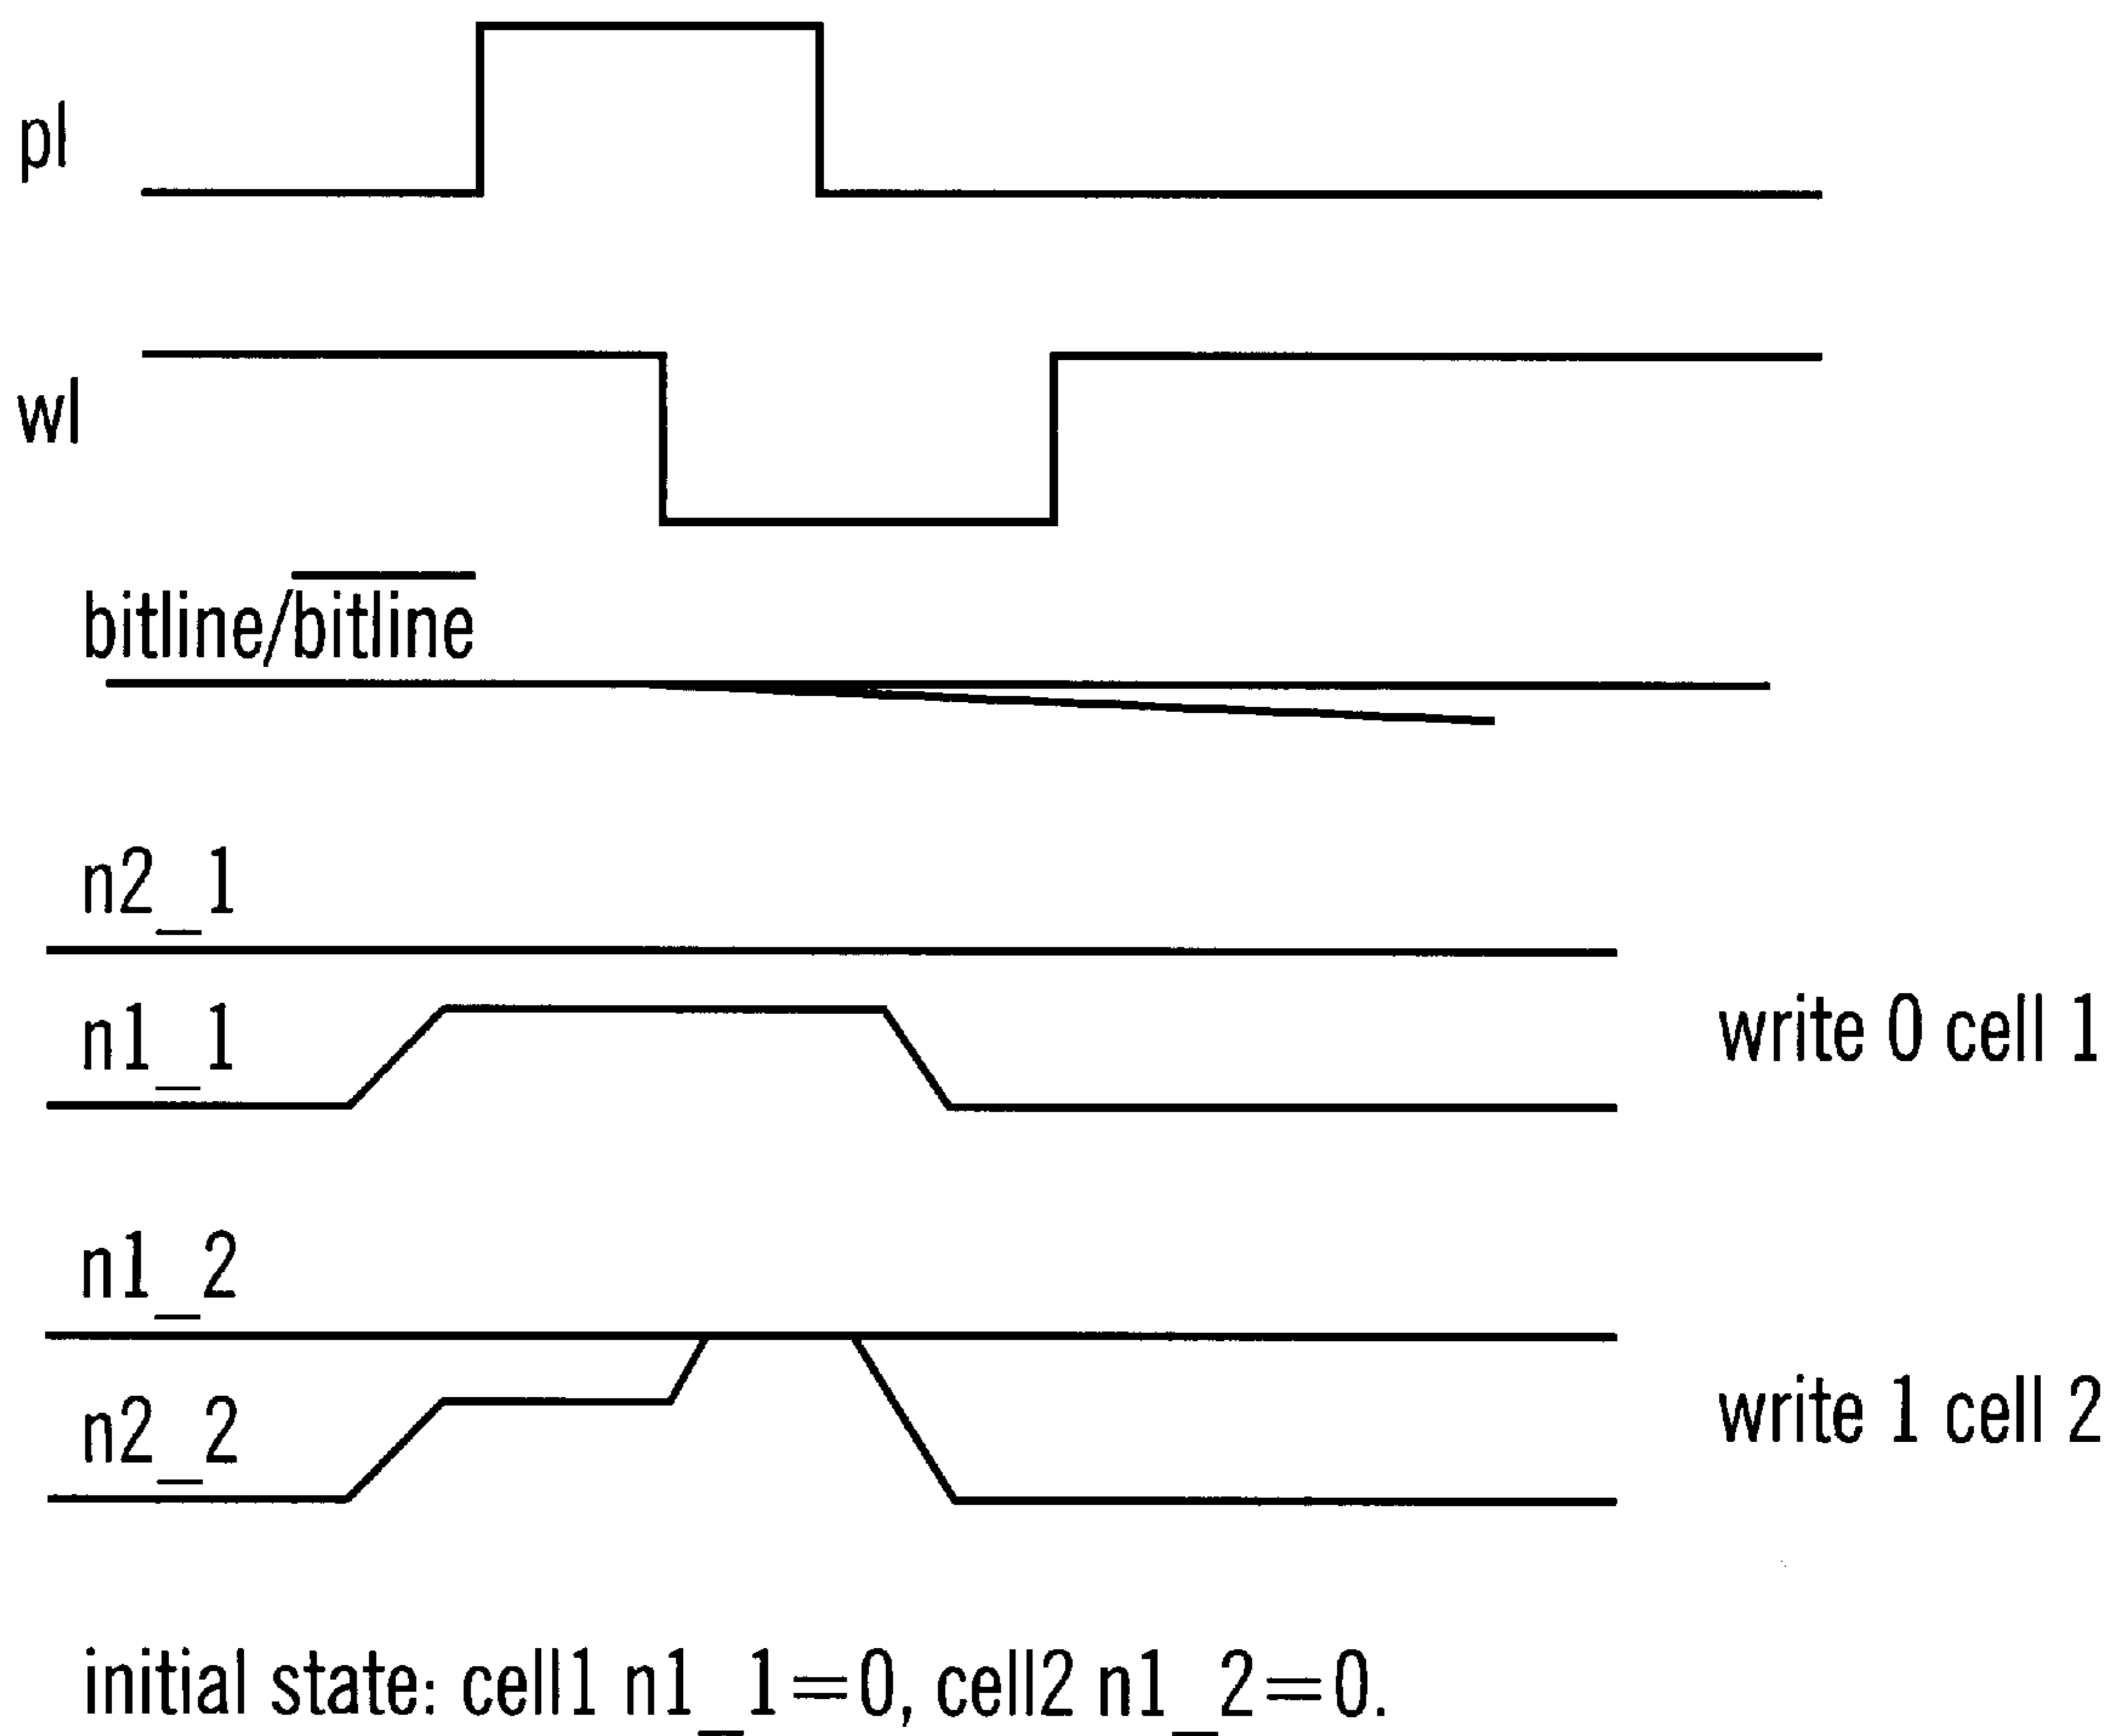 pl
wl
bitline/b̅i̅t̅l̅i̅n̅e̅
n2_1
n1_1
write 0 cell 1
n1_2
n2_2
write 1 cell 2
initial state: cell1 n1_1=0, cell2 n1_2=0.